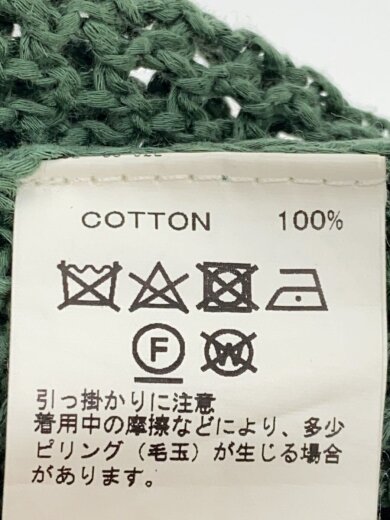 COTTON 100%
F W
引っ掛かりに注意
着用中の摩擦などにより、多少
ピリング（毛玉）が生じる場合
があります。